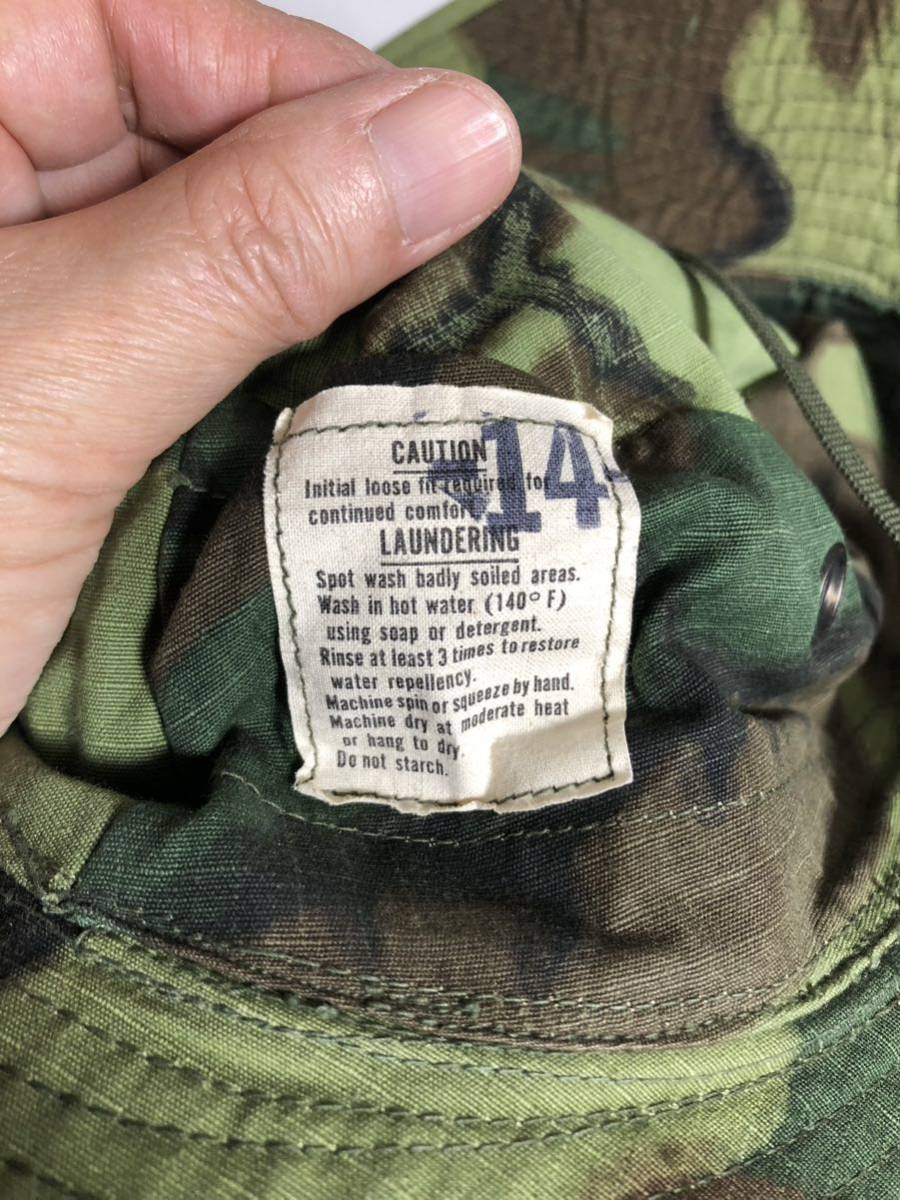 CAUTION
Initial loose fit required for
continued comfort.
14
LAUNDERING
Spot wash badly soiled areas.
Wash in hot water (140° F)
using soap or detergent.
Rinse at least 3 times to restore
water repellency.
Machine spin or squeeze by hand.
Machine dry at moderate heat
or hang to dry.
Do not starch.